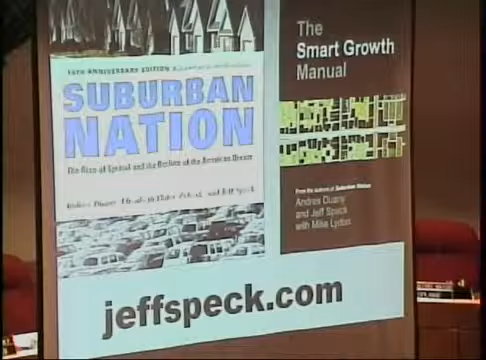 10TH ANNIVERSARY EDITION
SUBURBAN
NATION
The Rise of Sprawl and the Decline of the American Dream
Andres Duany, Elizabeth Plater-Zyberk, and Jeff Speck
The
Smart Growth
Manual
From the authors of Suburban Nation
Andres Duany
and Jeff Speck
with Mike Lydon
jeffspeck.com